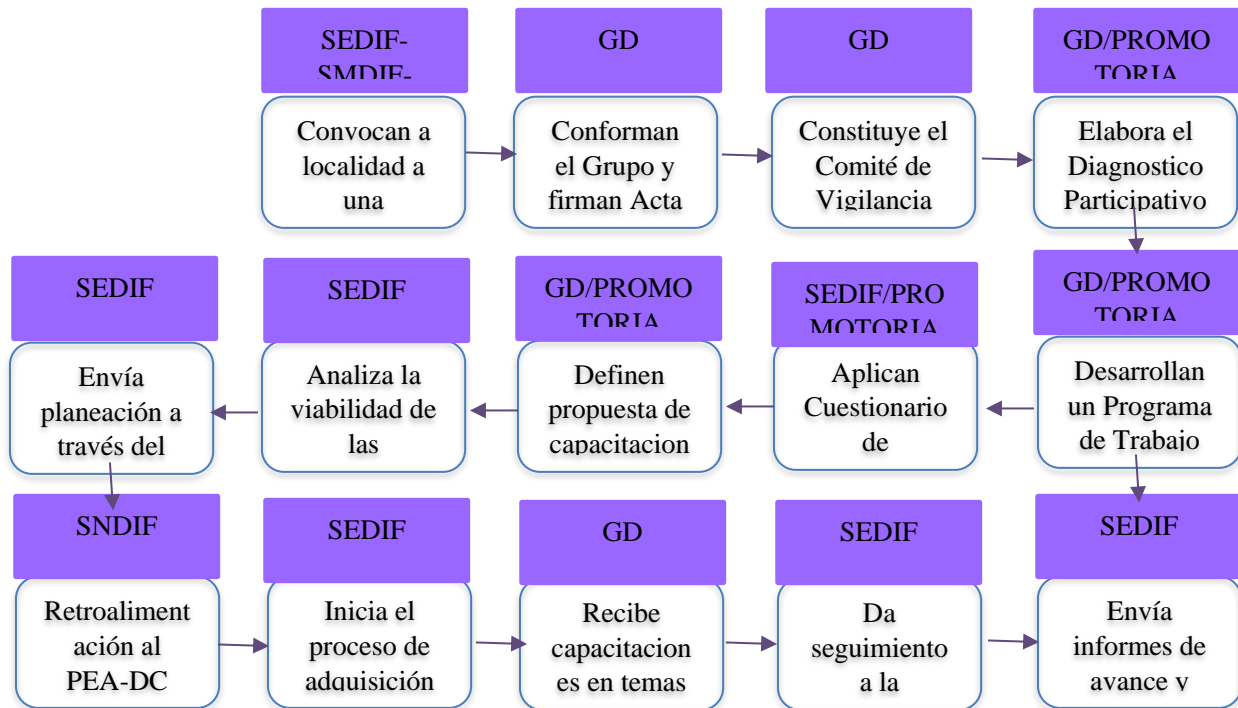 SEDIF-
SMDIF-
Convocan a
localidad a
una
GD
Conforman
el Grupo y
firman Acta
GD
Constituye el
Comité de
Vigilancia
GD/PROMO
TORIA
Elabora el
Diagnostico
Participativo
SEDIF
Envía
planeación a
través del
SEDIF
Analiza la
viabilidad de
las
GD/PROMO
TORIA
Definen
propuesta de
capacitacion
SEDIF/PRO
MOTORIA
Aplican
Cuestionario
de
GD/PROMO
TORIA
Desarrollan
un Programa
de Trabajo
SNDIF
Retroaliment
ación al
PEA-DC
SEDIF
Inicia el
proceso de
adquisición
GD
Recibe
capacitacion
es en temas
SEDIF
Da
seguimiento
a la
SEDIF
Envía
informes de
avance y